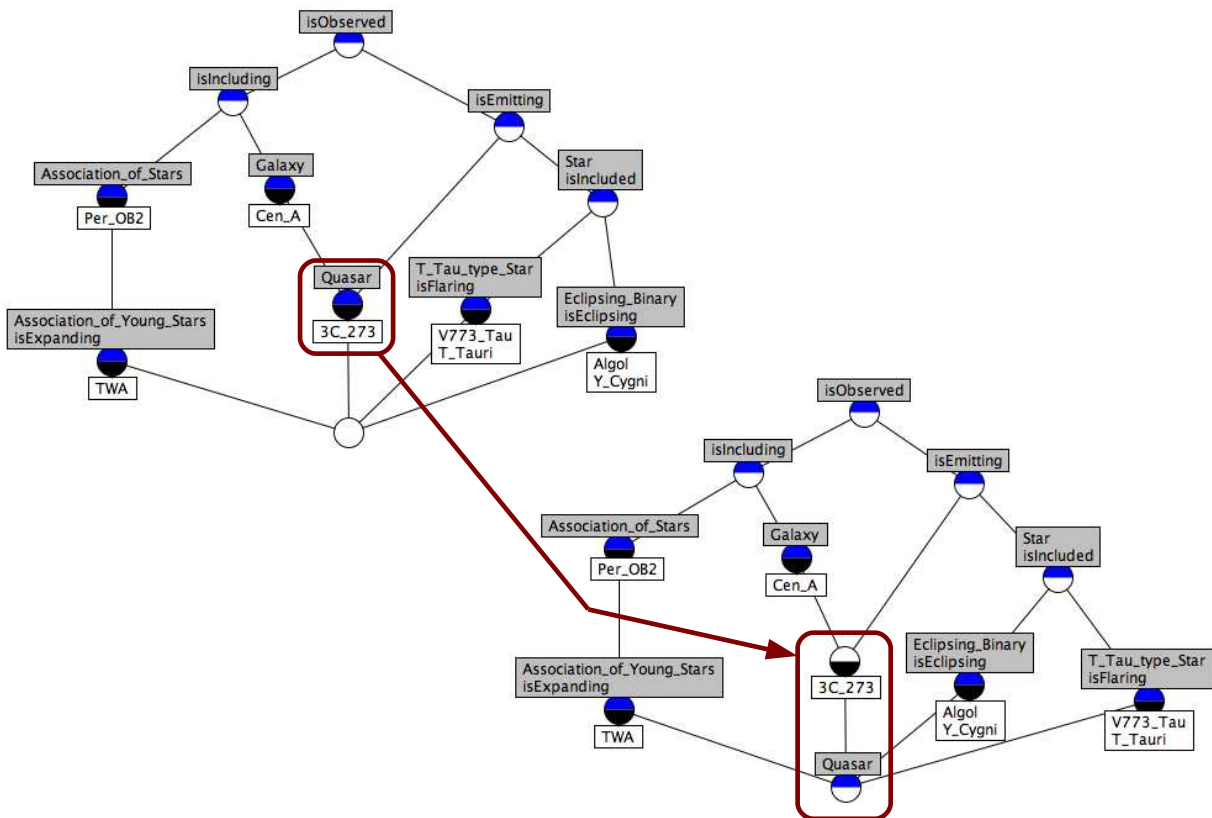 isObserved
isIncluding
isEmitting
Association_of_Stars
Galaxy
Star
isIncluded
Per_OB2
Cen_A
Quasar
3C_273
T_Tau_type_Star
isFlaring
V773_Tau
T_Tauri
Eclipsing_Binary
isEclipsing
Algol
Y_Cygni
Association_of_Young_Stars
isExpanding
TWA
isObserved
isIncluding
isEmitting
Association_of_Stars
Galaxy
Star
isIncluded
Per_OB2
Cen_A
Association_of_Young_Stars
isExpanding
TWA
3C_273
Eclipsing_Binary
isEclipsing
Algol
Y_Cygni
T_Tau_type_Star
isFlaring
V773_Tau
T_Tauri
Quasar